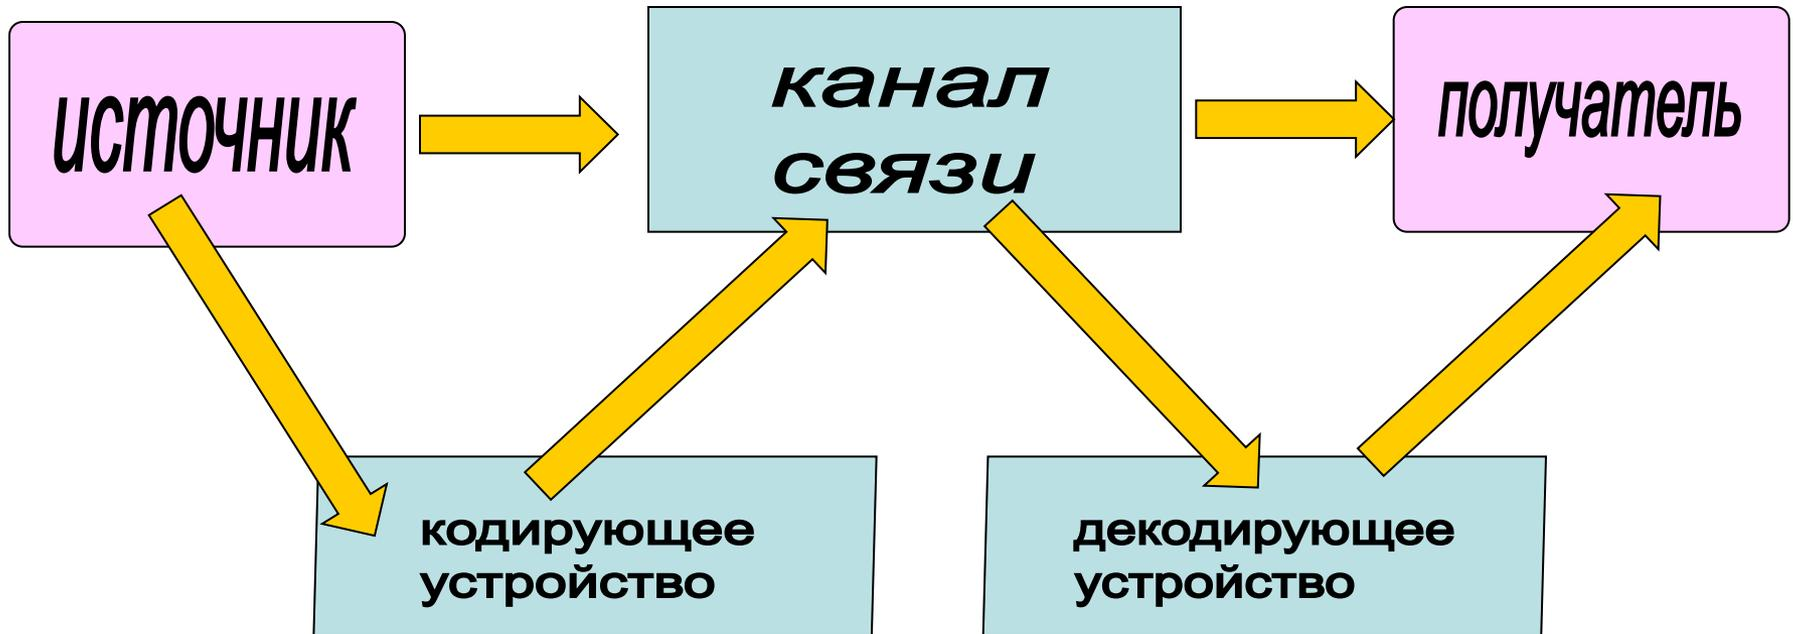 источник
канал
связи
получатель
кодирующее
устройство
декодирующее
устройство